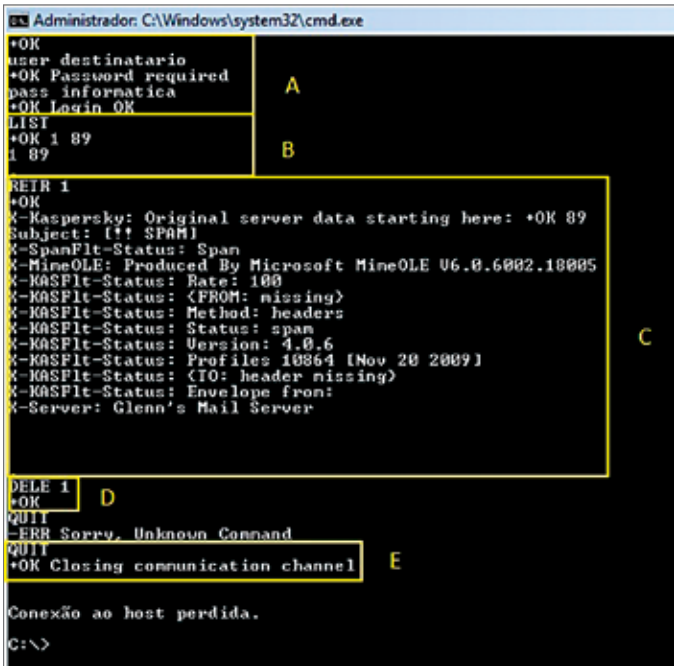 Administrador: C:\Windows\system32\cmd.exe
+OK
user destinatario
+OK Password required
pass informatica
+OK Login OK
A
LIST
+OK 1 89
1 89
.
B
RETR 1
+OK
X-Kaspersky: Original server data starting here: +OK 89
Subject: [!! SPAM]
X-SpamFlt-Status: Spam
X-MimeOLE: Produced By Microsoft MimeOLE V6.0.6002.18005
X-KASFlt-Status: Rate: 100
X-KASFlt-Status: {FROM: missing}
X-KASFlt-Status: Method: headers
X-KASFlt-Status: Status: spam
X-KASFlt-Status: Version: 4.0.6
X-KASFlt-Status: Profiles 10864 [Nov 20 2009]
X-KASFlt-Status: {TO: header missing}
X-KASFlt-Status: Envelope from:
X-Server: Glenn's Mail Server
.
C
DELE 1
+OK
D
QUIT
-ERR Sorry, Unknown Command
QUIT
+OK Closing communication channel
E
Conexão ao host perdida.
C:\>